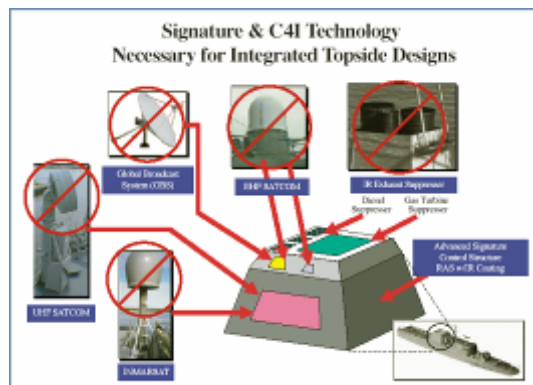 Signature & C4I Technology
Necessary for Integrated Topside Designs
Global Broadcast
System (GBS)
EHF SATCOM
IR Exhaust Suppressor
Diesel
Suppressor
Gas Turbine
Suppressor
UHF SATCOM
INMARSAT
Advanced Signature
Control Structure
RAS w/IR Coating